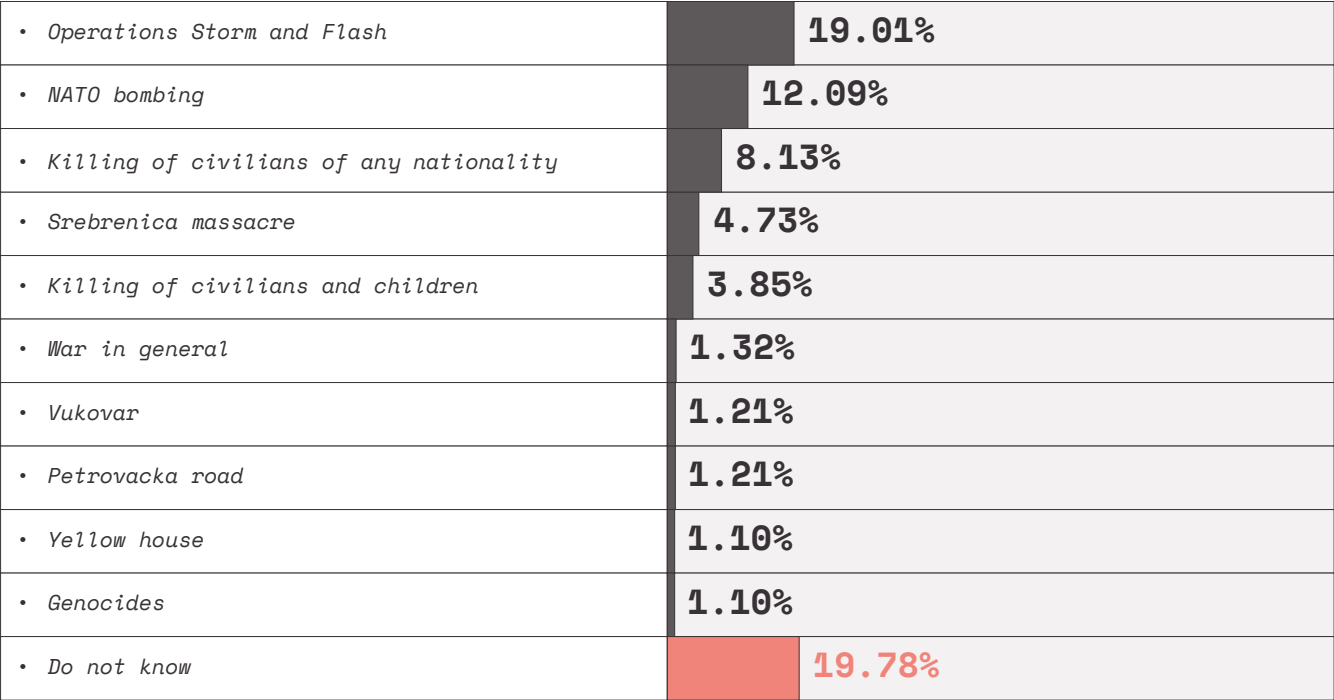 • Operations Storm and Flash 19.01%
• NATO bombing 12.09%
• Killing of civilians of any nationality 8.13%
• Srebrenica massacre 4.73%
• Killing of civilians and children 3.85%
• War in general 1.32%
• Vukovar 1.21%
• Petrovacka road 1.21%
• Yellow house 1.10%
• Genocides 1.10%
• Do not know 19.78%